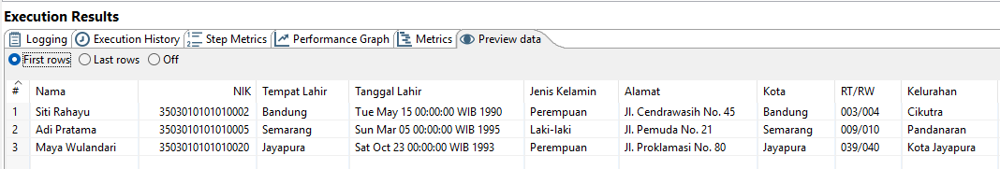 Execution Results
Logging Execution History Step Metrics Performance Graph Metrics Preview data
First rows Last rows Off
# Nama NIK Tempat Lahir Tanggal Lahir Jenis Kelamin Alamat Kota RT/RW Kelurahan
1 Siti Rahayu 3503010101010002 Bandung Tue May 15 00:00:00 WIB 1990 Perempuan Jl. Cendrawasih No. 45 Bandung 003/004 Cikutra
2 Adi Pratama 3503010101010005 Semarang Sun Mar 05 00:00:00 WIB 1995 Laki-laki Jl. Pemuda No. 21 Semarang 009/010 Pandanaran
3 Maya Wulandari 3503010101010020 Jayapura Sat Oct 23 00:00:00 WIB 1993 Perempuan Jl. Proklamasi No. 80 Jayapura 039/040 Kota Jayapura